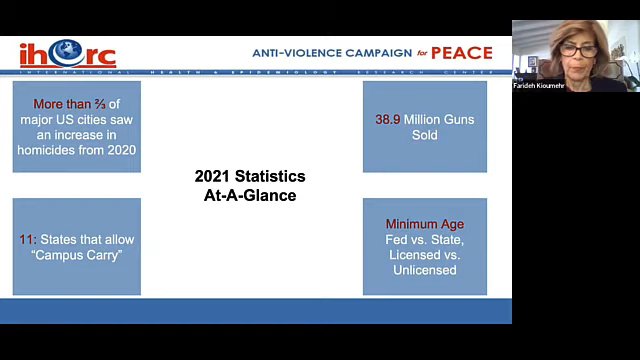 iherc
ANTI-VIOLENCE CAMPAIGN for PEACE
INTERNATIONAL HEALTH & EPIDEMIOLOGY RESEARCH CENTER
More than ⅔ of
major US cities saw
an increase in
homicides from 2020
38.9 Million Guns
Sold
2021 Statistics
At-A-Glance
11: States that allow
“Campus Carry”
Minimum Age
Fed vs. State,
Licensed vs.
Unlicensed
Farideh Kioumehr